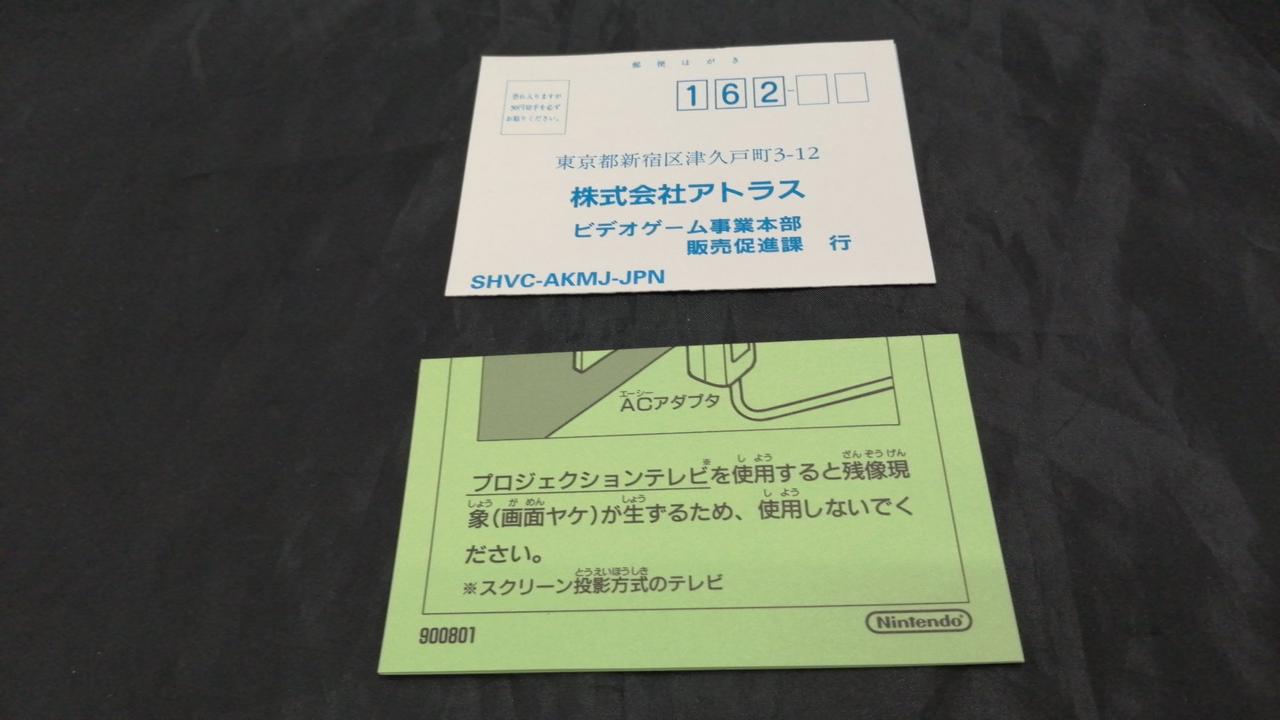 郵便はがき
恐れ入りますが
50円切手を必ず
お貼りください。
162-
東京都新宿区津久戸町3-12
株式会社アトラス
ビデオゲーム事業本部
販売促進課 行
SHVC-AKMJ-JPN
エーシー
ACアダプタ
※ しよう ざんぞうげん
プロジェクションテレビを使用すると残像現
しょう がめん しょう しよう
象(画面ヤケ)が生ずるため、使用しないでく
ださい。
とうえいほうしき
※スクリーン投影方式のテレビ
900801
Nintendo